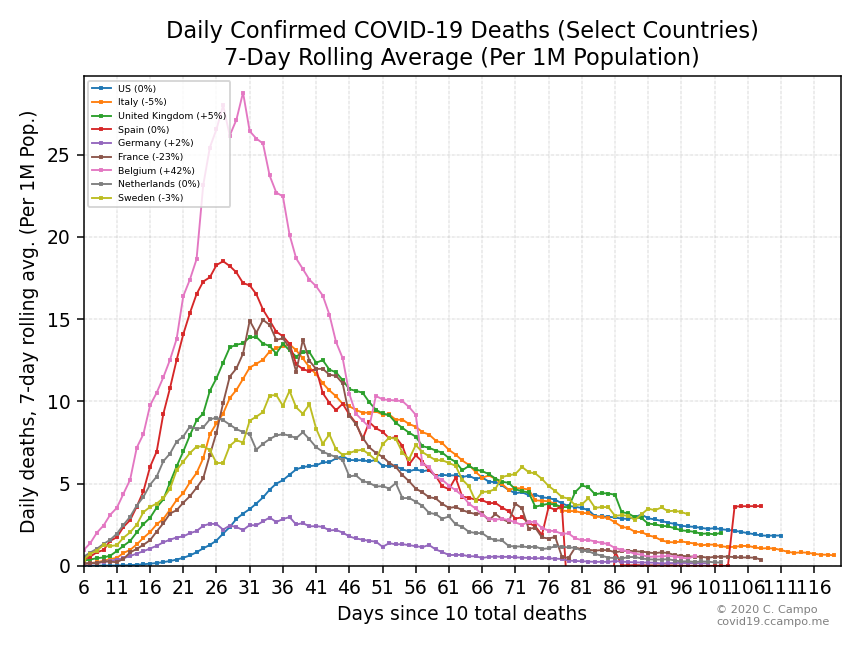 Daily Confirmed COVID-19 Deaths (Select Countries)
7-Day Rolling Average (Per 1M Population)
Daily deaths, 7-day rolling avg. (Per 1M Pop.)
US (0%)
Italy (-5%)
United Kingdom (+5%)
Spain (0%)
Germany (+2%)
France (-23%)
Belgium (+42%)
Netherlands (0%)
Sweden (-3%)
25
20
15
10
5
0
6 11 16 21 26 31 36 41 46 51 56 61 66 71 76 81 86 91 96 101 106 111 116
Days since 10 total deaths
© 2020 C. Campo
covid19.ccampo.me